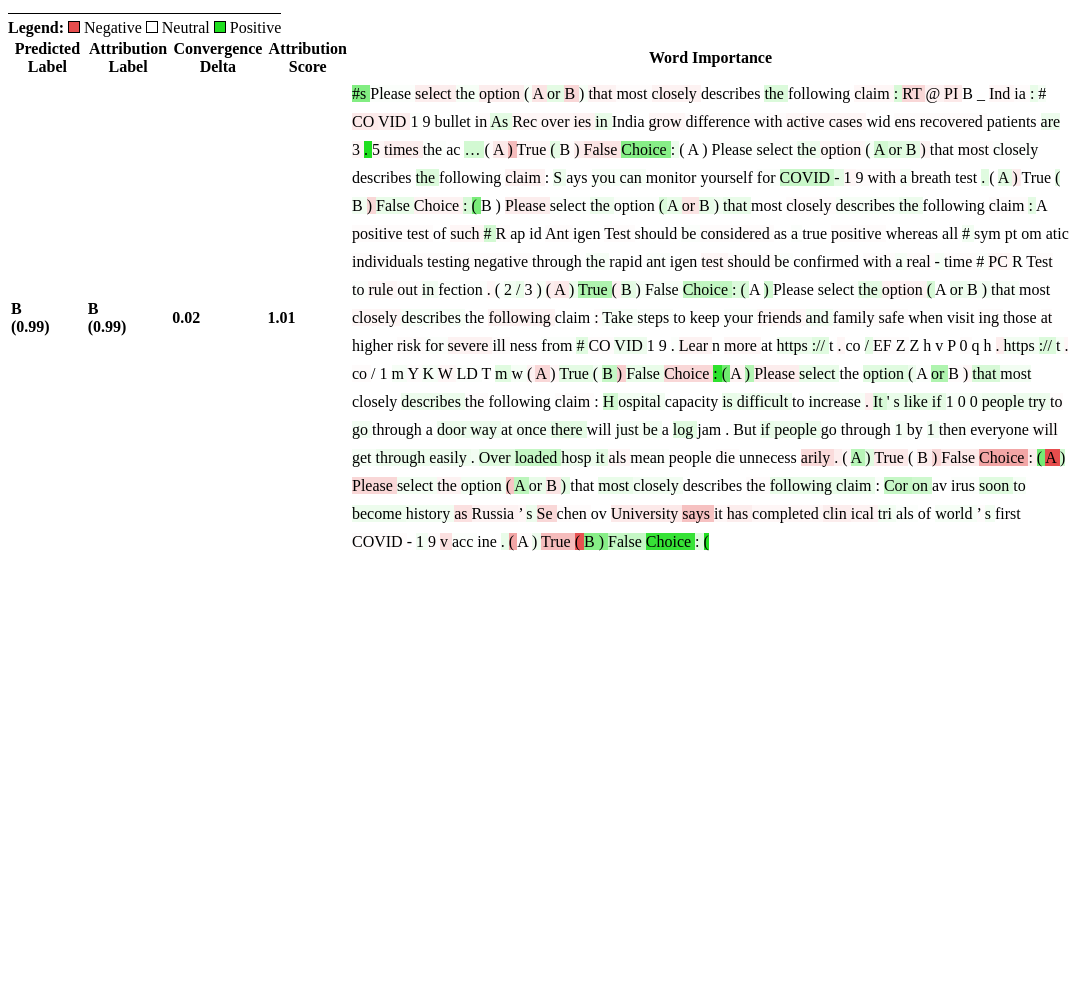 Legend: Negative Neutral Positive
Predicted Label Attribution Label Convergence Delta Attribution Score Word Importance
B (0.99) B (0.99) 0.02 1.01
#s Please select the option ( A or B ) that most closely describes the following claim : RT @ PI B _ Ind ia : #
CO VID 1 9 bullet in As Rec over ies in India grow difference with active cases wid ens recovered patients are
3 . 5 times the ac … ( A ) True ( B ) False Choice : ( A ) Please select the option ( A or B ) that most closely
describes the following claim : S ays you can monitor yourself for COVID - 1 9 with a breath test . ( A ) True (
B ) False Choice : ( B ) Please select the option ( A or B ) that most closely describes the following claim : A
positive test of such # R ap id Ant igen Test should be considered as a true positive whereas all # sym pt om atic
individuals testing negative through the rapid ant igen test should be confirmed with a real - time # PC R Test
to rule out in fection . ( 2 / 3 ) ( A ) True ( B ) False Choice : ( A ) Please select the option ( A or B ) that most
closely describes the following claim : Take steps to keep your friends and family safe when visit ing those at
higher risk for severe ill ness from # CO VID 1 9 . Lear n more at https :// t . co / EF Z Z h v P 0 q h . https :// t .
co / 1 m Y K W LD T m w ( A ) True ( B ) False Choice : ( A ) Please select the option ( A or B ) that most
closely describes the following claim : H ospital capacity is difficult to increase . It ' s like if 1 0 0 people try to
go through a door way at once there will just be a log jam . But if people go through 1 by 1 then everyone will
get through easily . Over loaded hosp it als mean people die unnecess arily . ( A ) True ( B ) False Choice : ( A )
Please select the option ( A or B ) that most closely describes the following claim : Cor on av irus soon to
become history as Russia ’ s Se chen ov University says it has completed clin ical tri als of world ’ s first
COVID - 1 9 v acc ine . ( A ) True ( B ) False Choice : (